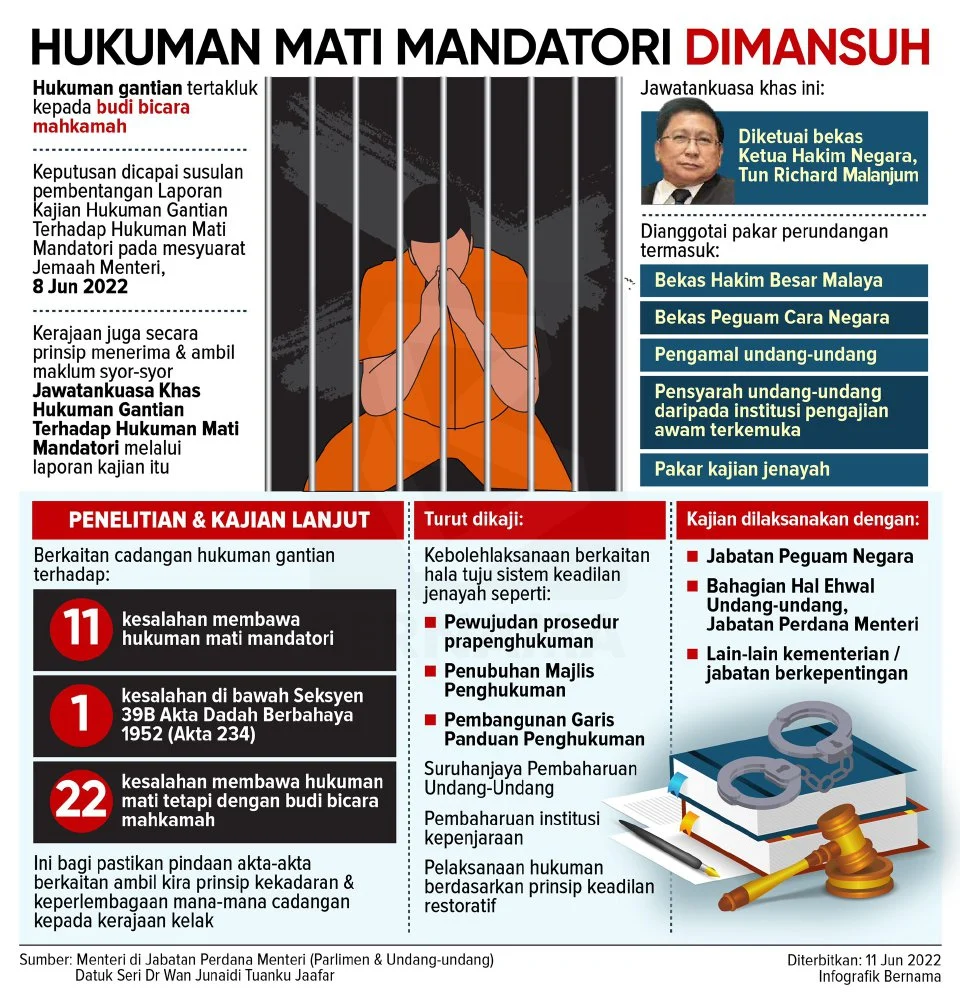 HUKUMAN MATI MANDATORI DIMANSUH
Hukuman gantian tertakluk
kepada budi bicara
mahkamah
Keputusan dicapai susulan
pembentangan Laporan
Kajian Hukuman Gantian
Terhadap Hukuman Mati
Mandatori pada mesyuarat
Jemaah Menteri,
8 Jun 2022
Kerajaan juga secara
prinsip menerima & ambil
maklum syor-syor
Jawatankuasa Khas
Hukuman Gantian
Terhadap Hukuman Mati
Mandatori melalui
laporan kajian itu
Jawatankuasa khas ini:
Diketuai bekas
Ketua Hakim Negara,
Tun Richard Malanjum
Dianggotai pakar perundangan
termasuk:
Bekas Hakim Besar Malaya
Bekas Peguam Cara Negara
Pengamal undang-undang
Pensyarah undang-undang
daripada institusi pengajian
awam terkemuka
Pakar kajian jenayah
PENELITIAN & KAJIAN LANJUT
Berkaitan cadangan hukuman gantian
terhadap:
11
kesalahan membawa
hukuman mati mandatori
1
kesalahan di bawah Seksyen
39B Akta Dadah Berbahaya
1952 (Akta 234)
22
kesalahan membawa hukuman
mati tetapi dengan budi bicara
mahkamah
Ini bagi pastikan pindaan akta-akta
berkaitan ambil kira prinsip kekadaran &
keperlembagaan mana-mana cadangan
kepada kerajaan kelak
Turut dikaji:
Kebolehlaksanaan berkaitan
hala tuju sistem keadilan
jenayah seperti:
Pewujudan prosedur
prapenghukuman
Penubuhan Majlis
Penghukuman
Pembangunan Garis
Panduan Penghukuman
Suruhanjaya Pembaharuan
Undang-Undang
Pembaharuan institusi
kepenjaraan
Pelaksanaan hukuman
berdasarkan prinsip keadilan
restoratif
Kajian dilaksanakan dengan:
Jabatan Peguam Negara
Bahagian Hal Ehwal
Undang-undang,
Jabatan Perdana Menteri
Lain-lain kementerian /
jabatan berkepentingan
Sumber: Menteri di Jabatan Perdana Menteri (Parlimen & Undang-undang)
Datuk Seri Dr Wan Junaidi Tuanku Jaafar
Diterbitkan: 11 Jun 2022
Infografik Bernama